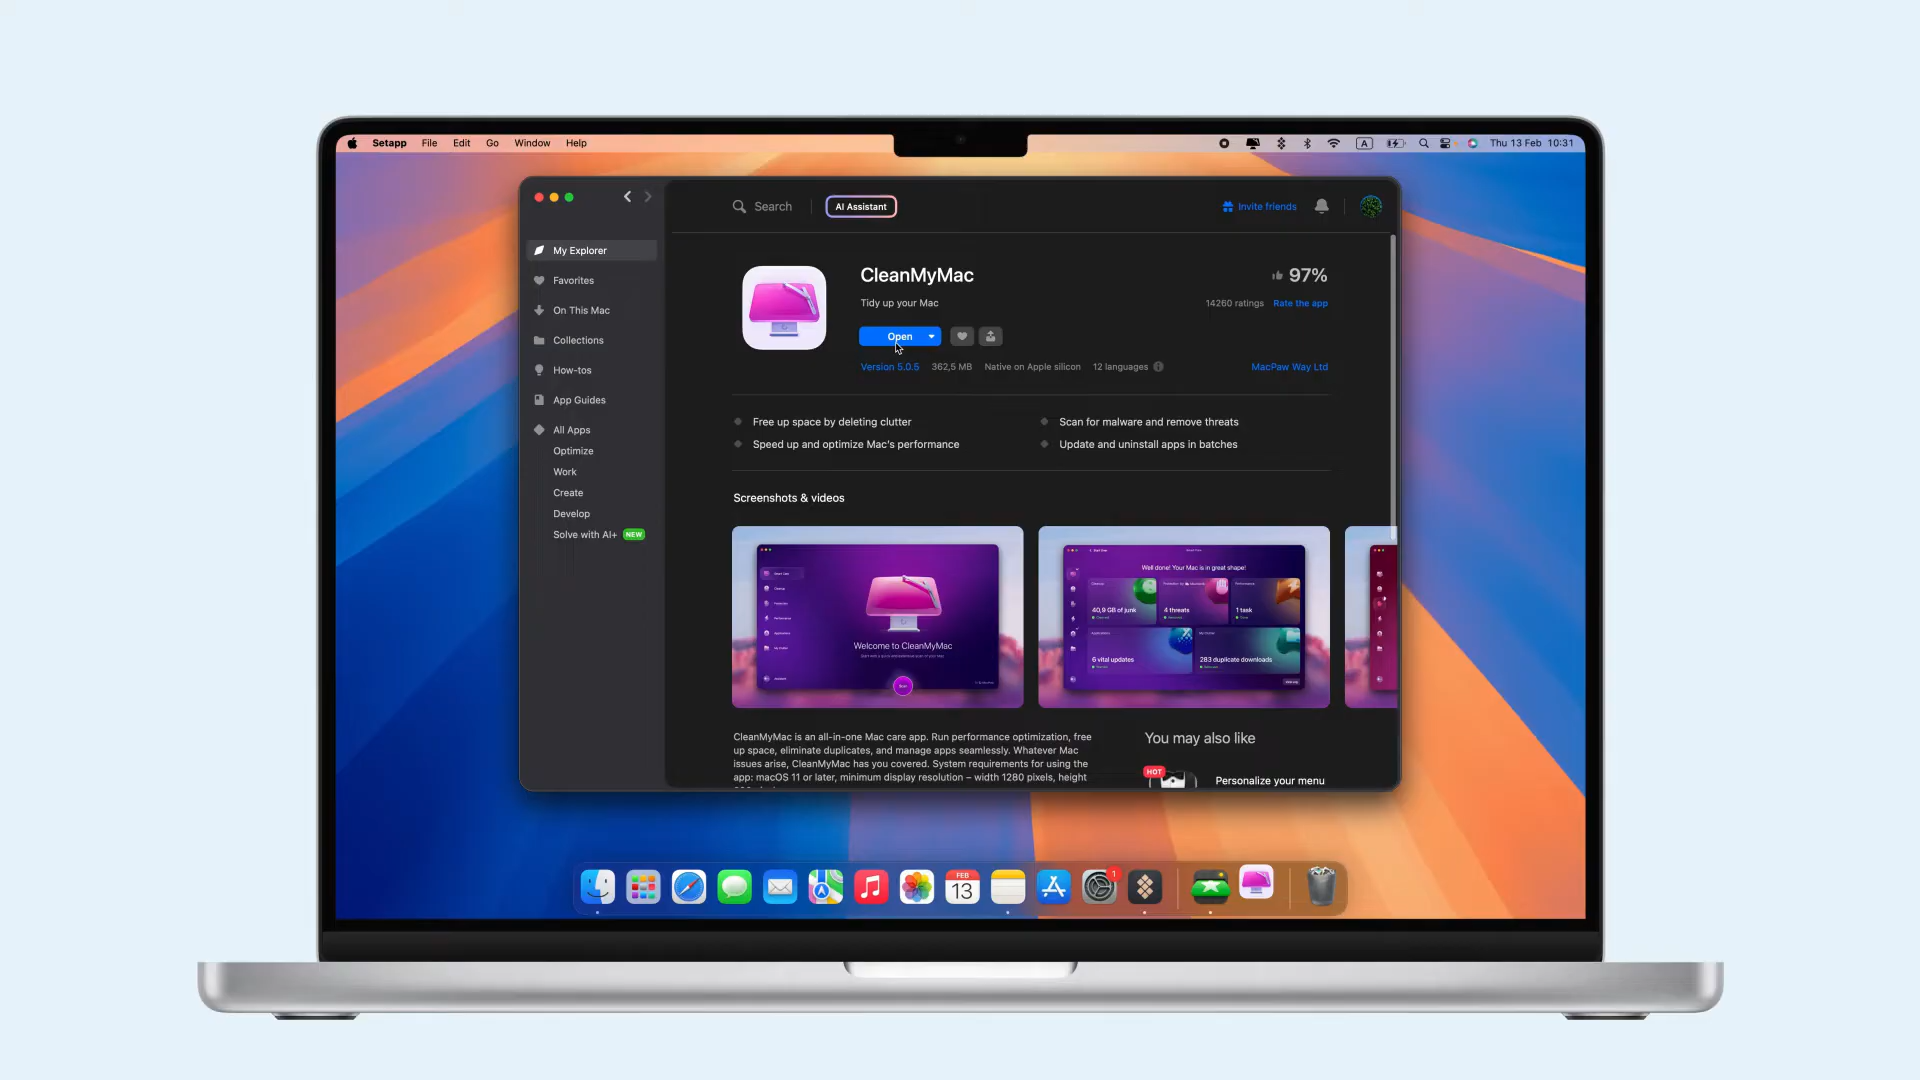 Setapp File Edit Go Window Help
A
Thu 13 Feb 10:31
Search
AI Assistant
Invite friends
My Explorer
Favorites
On This Mac
Collections
How-tos
App Guides
All Apps
Optimize
Work
Create
Develop
Solve with AI+ NEW
CleanMyMac
97%
Tidy up your Mac
14260 ratings Rate the app
Open
Version 5.0.5 362,5 MB Native on Apple silicon 12 languages
MacPaw Way Ltd
Free up space by deleting clutter
Scan for malware and remove threats
Speed up and optimize Mac's performance
Update and uninstall apps in batches
Screenshots & videos
Welcome to CleanMyMac
Well done! Your Mac is in great shape!
40,9 GB of junk
4 threats
1 task
6 vital updates
283 duplicate downloads
CleanMyMac is an all-in-one Mac care app. Run performance optimization, free
up space, eliminate duplicates, and manage apps seamlessly. Whatever Mac
issues arise, CleanMyMac has you covered. System requirements for using the
app: macOS 11 or later, minimum display resolution – width 1280 pixels, height
You may also like
HOT
Personalize your menu
FEB
13
1